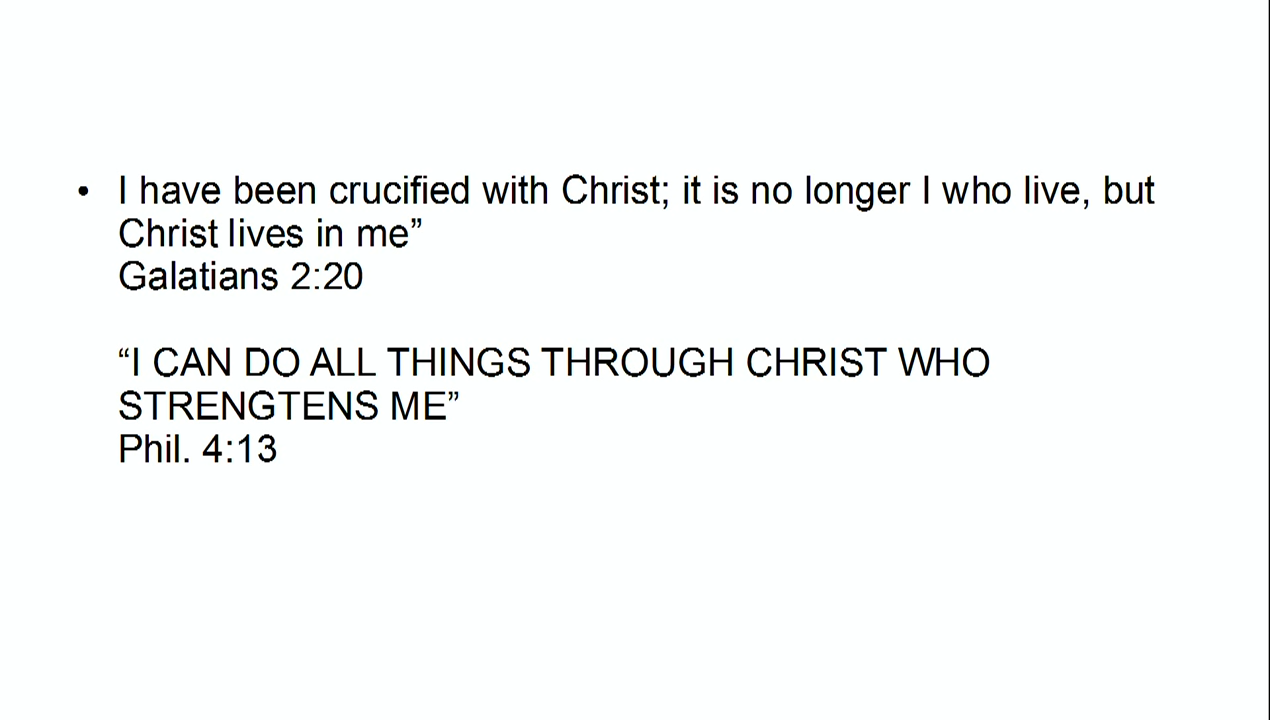 • I have been crucified with Christ; it is no longer I who live, but
Christ lives in me”
Galatians 2:20
“I CAN DO ALL THINGS THROUGH CHRIST WHO
STRENGTENS ME”
Phil. 4:13